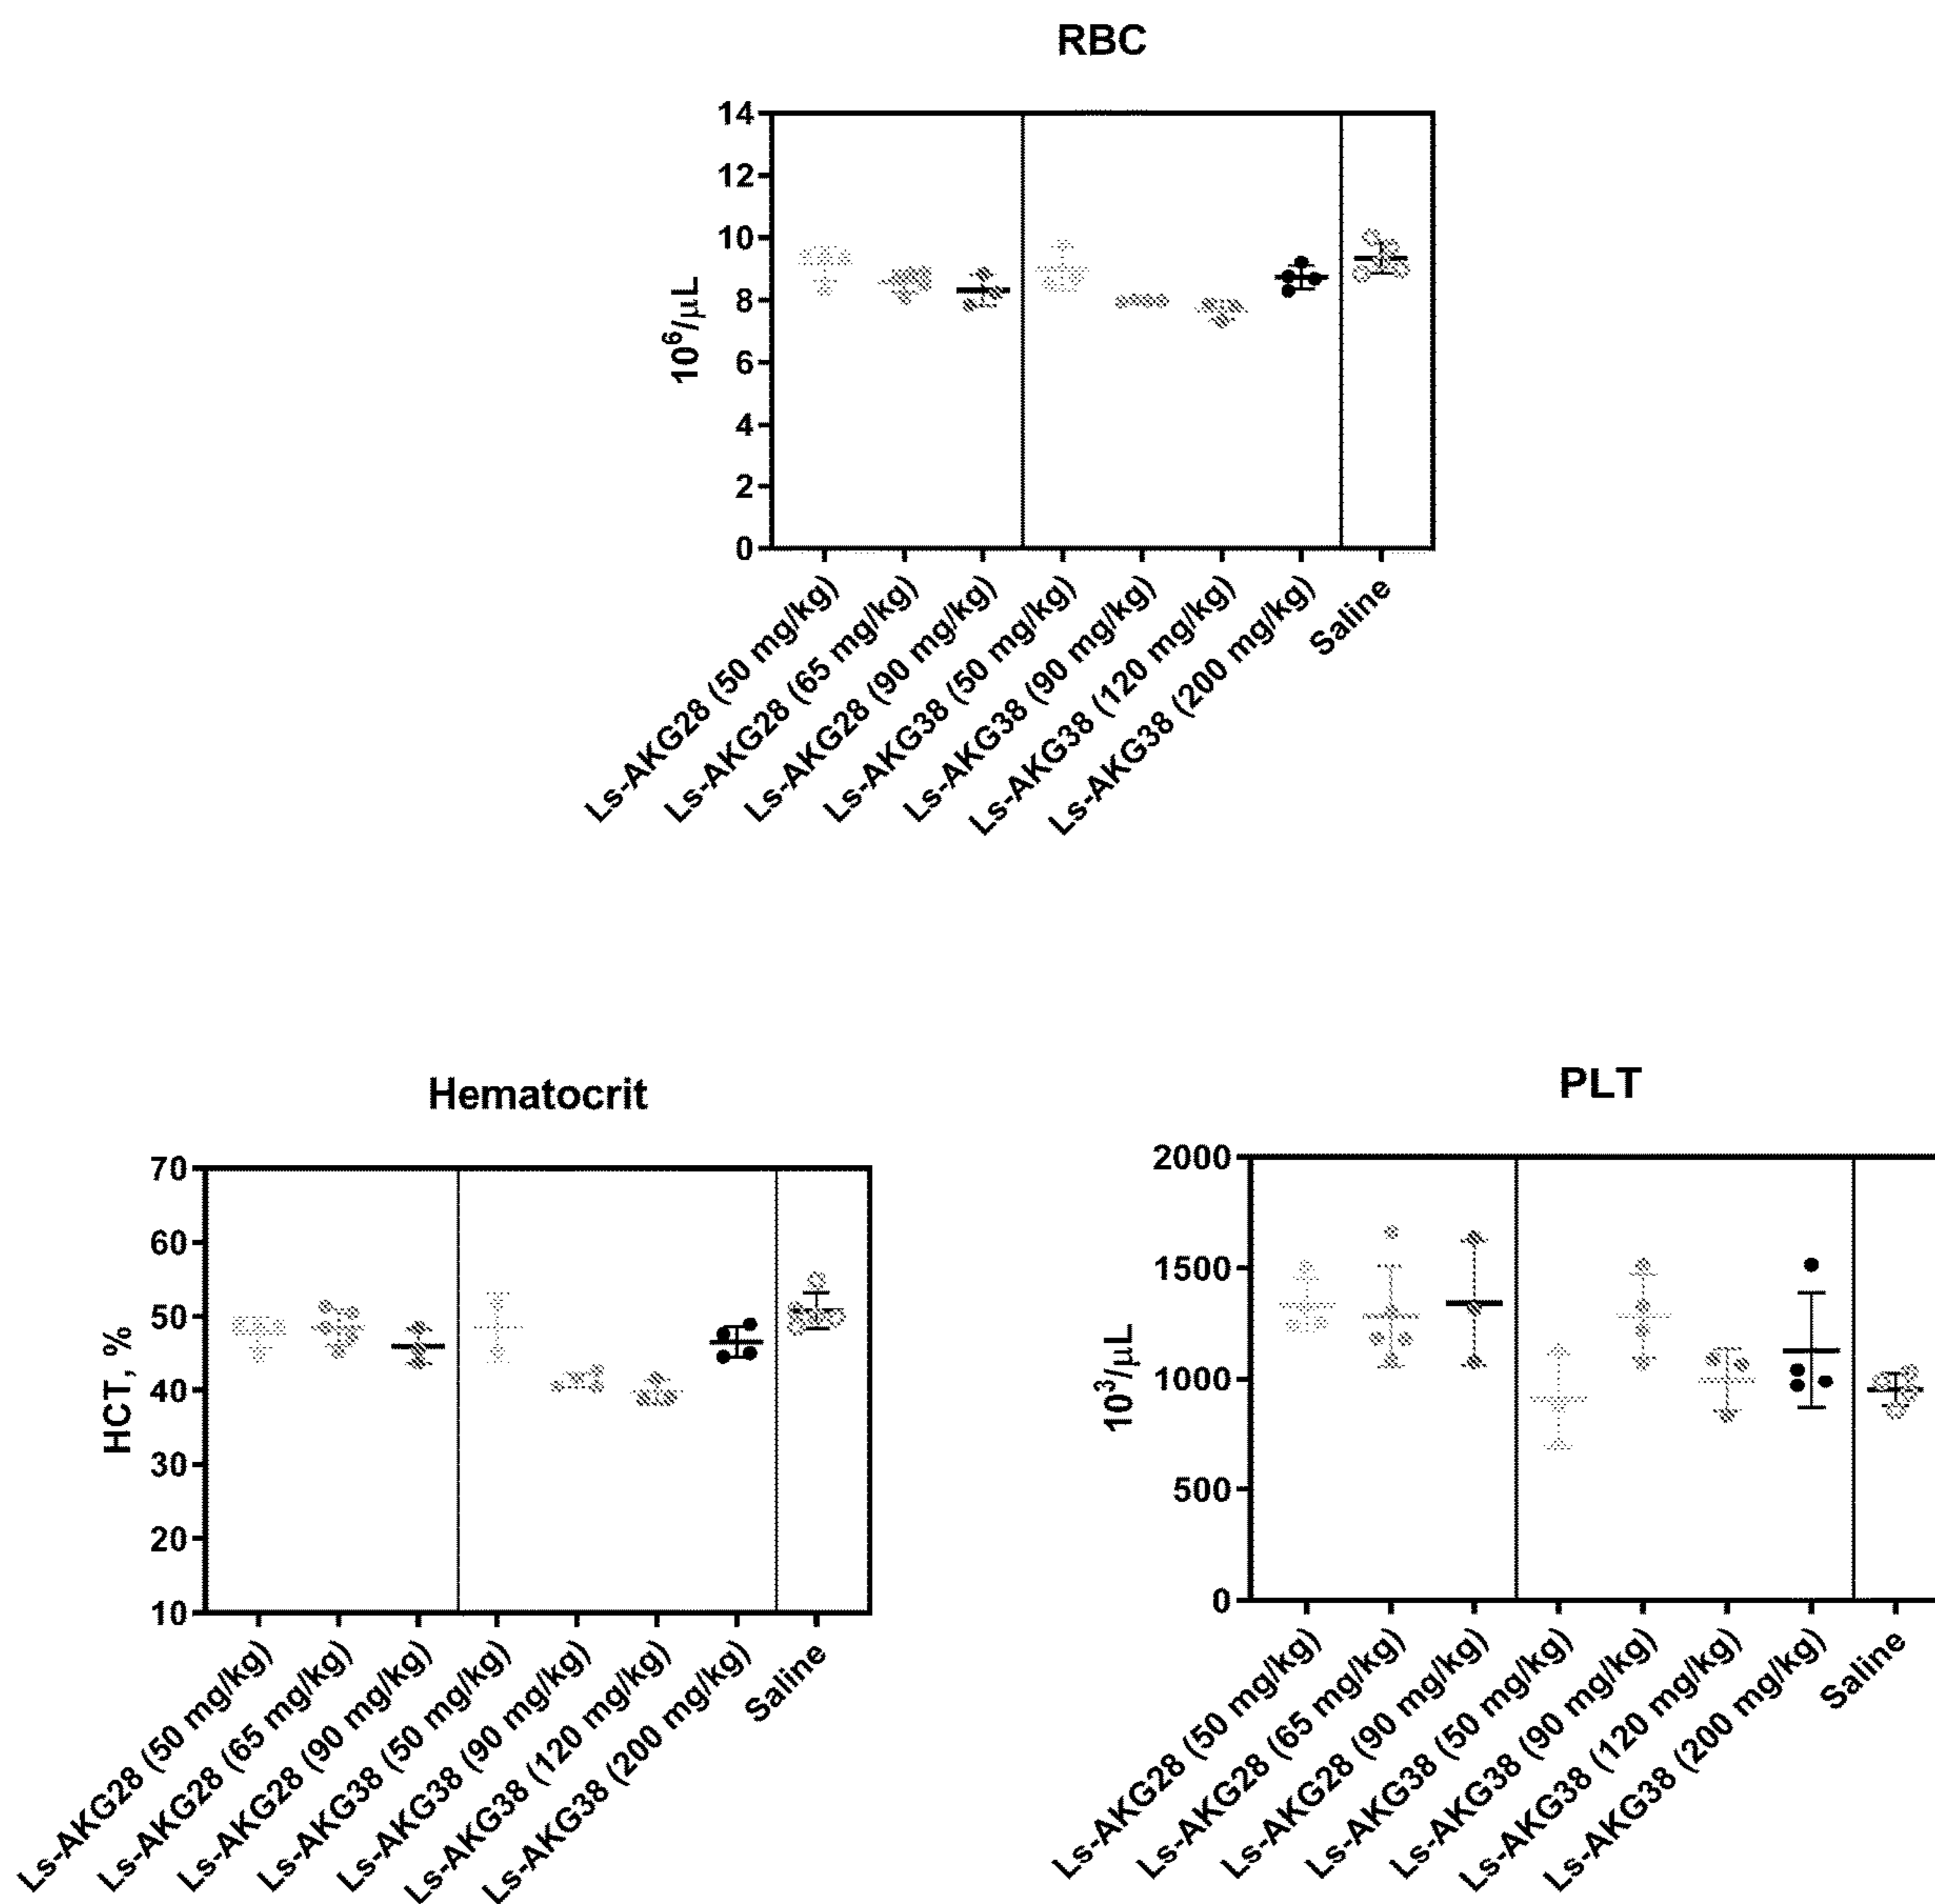 RBC
14
12
10
8
6
4
2
0
10⁶/μL
Ls-AKG28 (50 mg/kg)
Ls-AKG28 (65 mg/kg)
Ls-AKG28 (90 mg/kg)
Ls-AKG38 (50 mg/kg)
Ls-AKG38 (90 mg/kg)
Ls-AKG38 (120 mg/kg)
Ls-AKG38 (200 mg/kg)
Saline
Hematocrit
70
60
50
40
30
20
10
HCT, %
Ls-AKG28 (50 mg/kg)
Ls-AKG28 (65 mg/kg)
Ls-AKG28 (90 mg/kg)
Ls-AKG38 (50 mg/kg)
Ls-AKG38 (90 mg/kg)
Ls-AKG38 (120 mg/kg)
Ls-AKG38 (200 mg/kg)
Saline
PLT
2000
1500
1000
500
0
10³/μL
Ls-AKG28 (50 mg/kg)
Ls-AKG28 (65 mg/kg)
Ls-AKG28 (90 mg/kg)
Ls-AKG38 (50 mg/kg)
Ls-AKG38 (90 mg/kg)
Ls-AKG38 (120 mg/kg)
Ls-AKG38 (200 mg/kg)
Saline